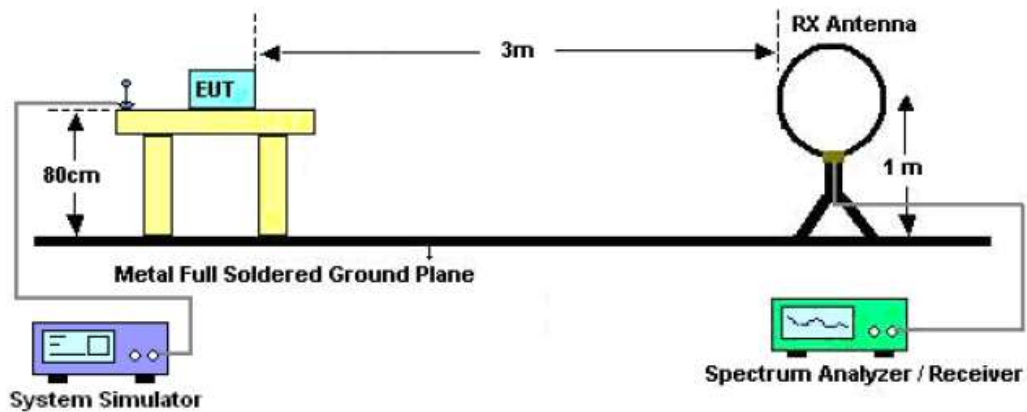 RX Antenna
3m
EUT
80cm
1 m
Metal Full Soldered Ground Plane
System Simulator
Spectrum Analyzer / Receiver